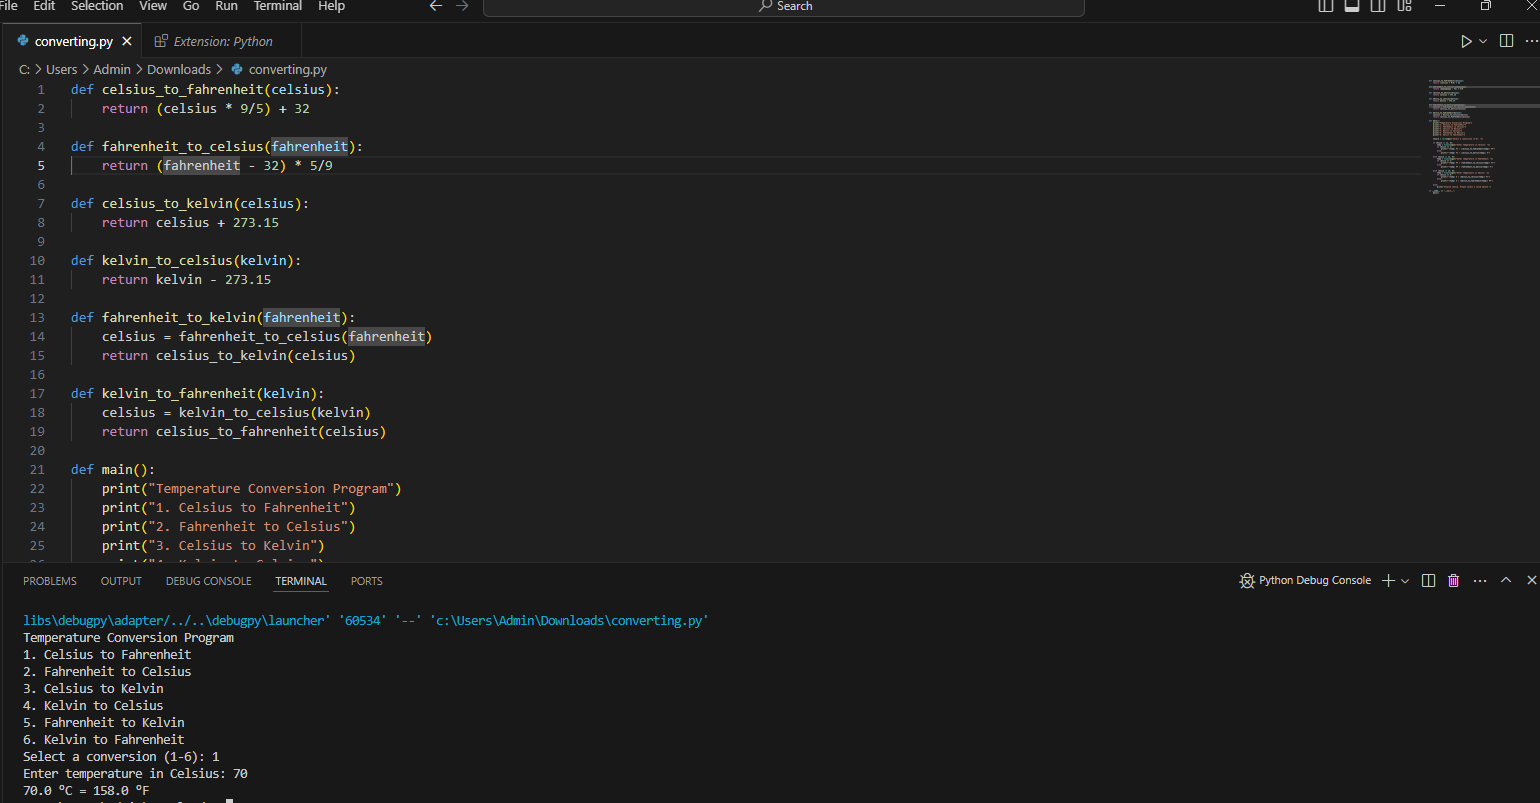 File Edit Selection View Go Run Terminal Help Search
converting.py Extension: Python
C: > Users > Admin > Downloads > converting.py
1 def celsius_to_fahrenheit(celsius):
2 return (celsius * 9/5) + 32
3
4 def fahrenheit_to_celsius(fahrenheit):
5 return (fahrenheit - 32) * 5/9
6
7 def celsius_to_kelvin(celsius):
8 return celsius + 273.15
9
10 def kelvin_to_celsius(kelvin):
11 return kelvin - 273.15
12
13 def fahrenheit_to_kelvin(fahrenheit):
14 celsius = fahrenheit_to_celsius(fahrenheit)
15 return celsius_to_kelvin(celsius)
16
17 def kelvin_to_fahrenheit(kelvin):
18 celsius = kelvin_to_celsius(kelvin)
19 return celsius_to_fahrenheit(celsius)
20
21 def main():
22 print("Temperature Conversion Program")
23 print("1. Celsius to Fahrenheit")
24 print("2. Fahrenheit to Celsius")
25 print("3. Celsius to Kelvin")
PROBLEMS OUTPUT DEBUG CONSOLE TERMINAL PORTS Python Debug Console
libs\debugpy\adapter/../..\debugpy\launcher' '60534' '--' 'c:\Users\Admin\Downloads\converting.py'
Temperature Conversion Program
1. Celsius to Fahrenheit
2. Fahrenheit to Celsius
3. Celsius to Kelvin
4. Kelvin to Celsius
5. Fahrenheit to Kelvin
6. Kelvin to Fahrenheit
Select a conversion (1-6): 1
Enter temperature in Celsius: 70
70.0 ºC = 158.0 ºF